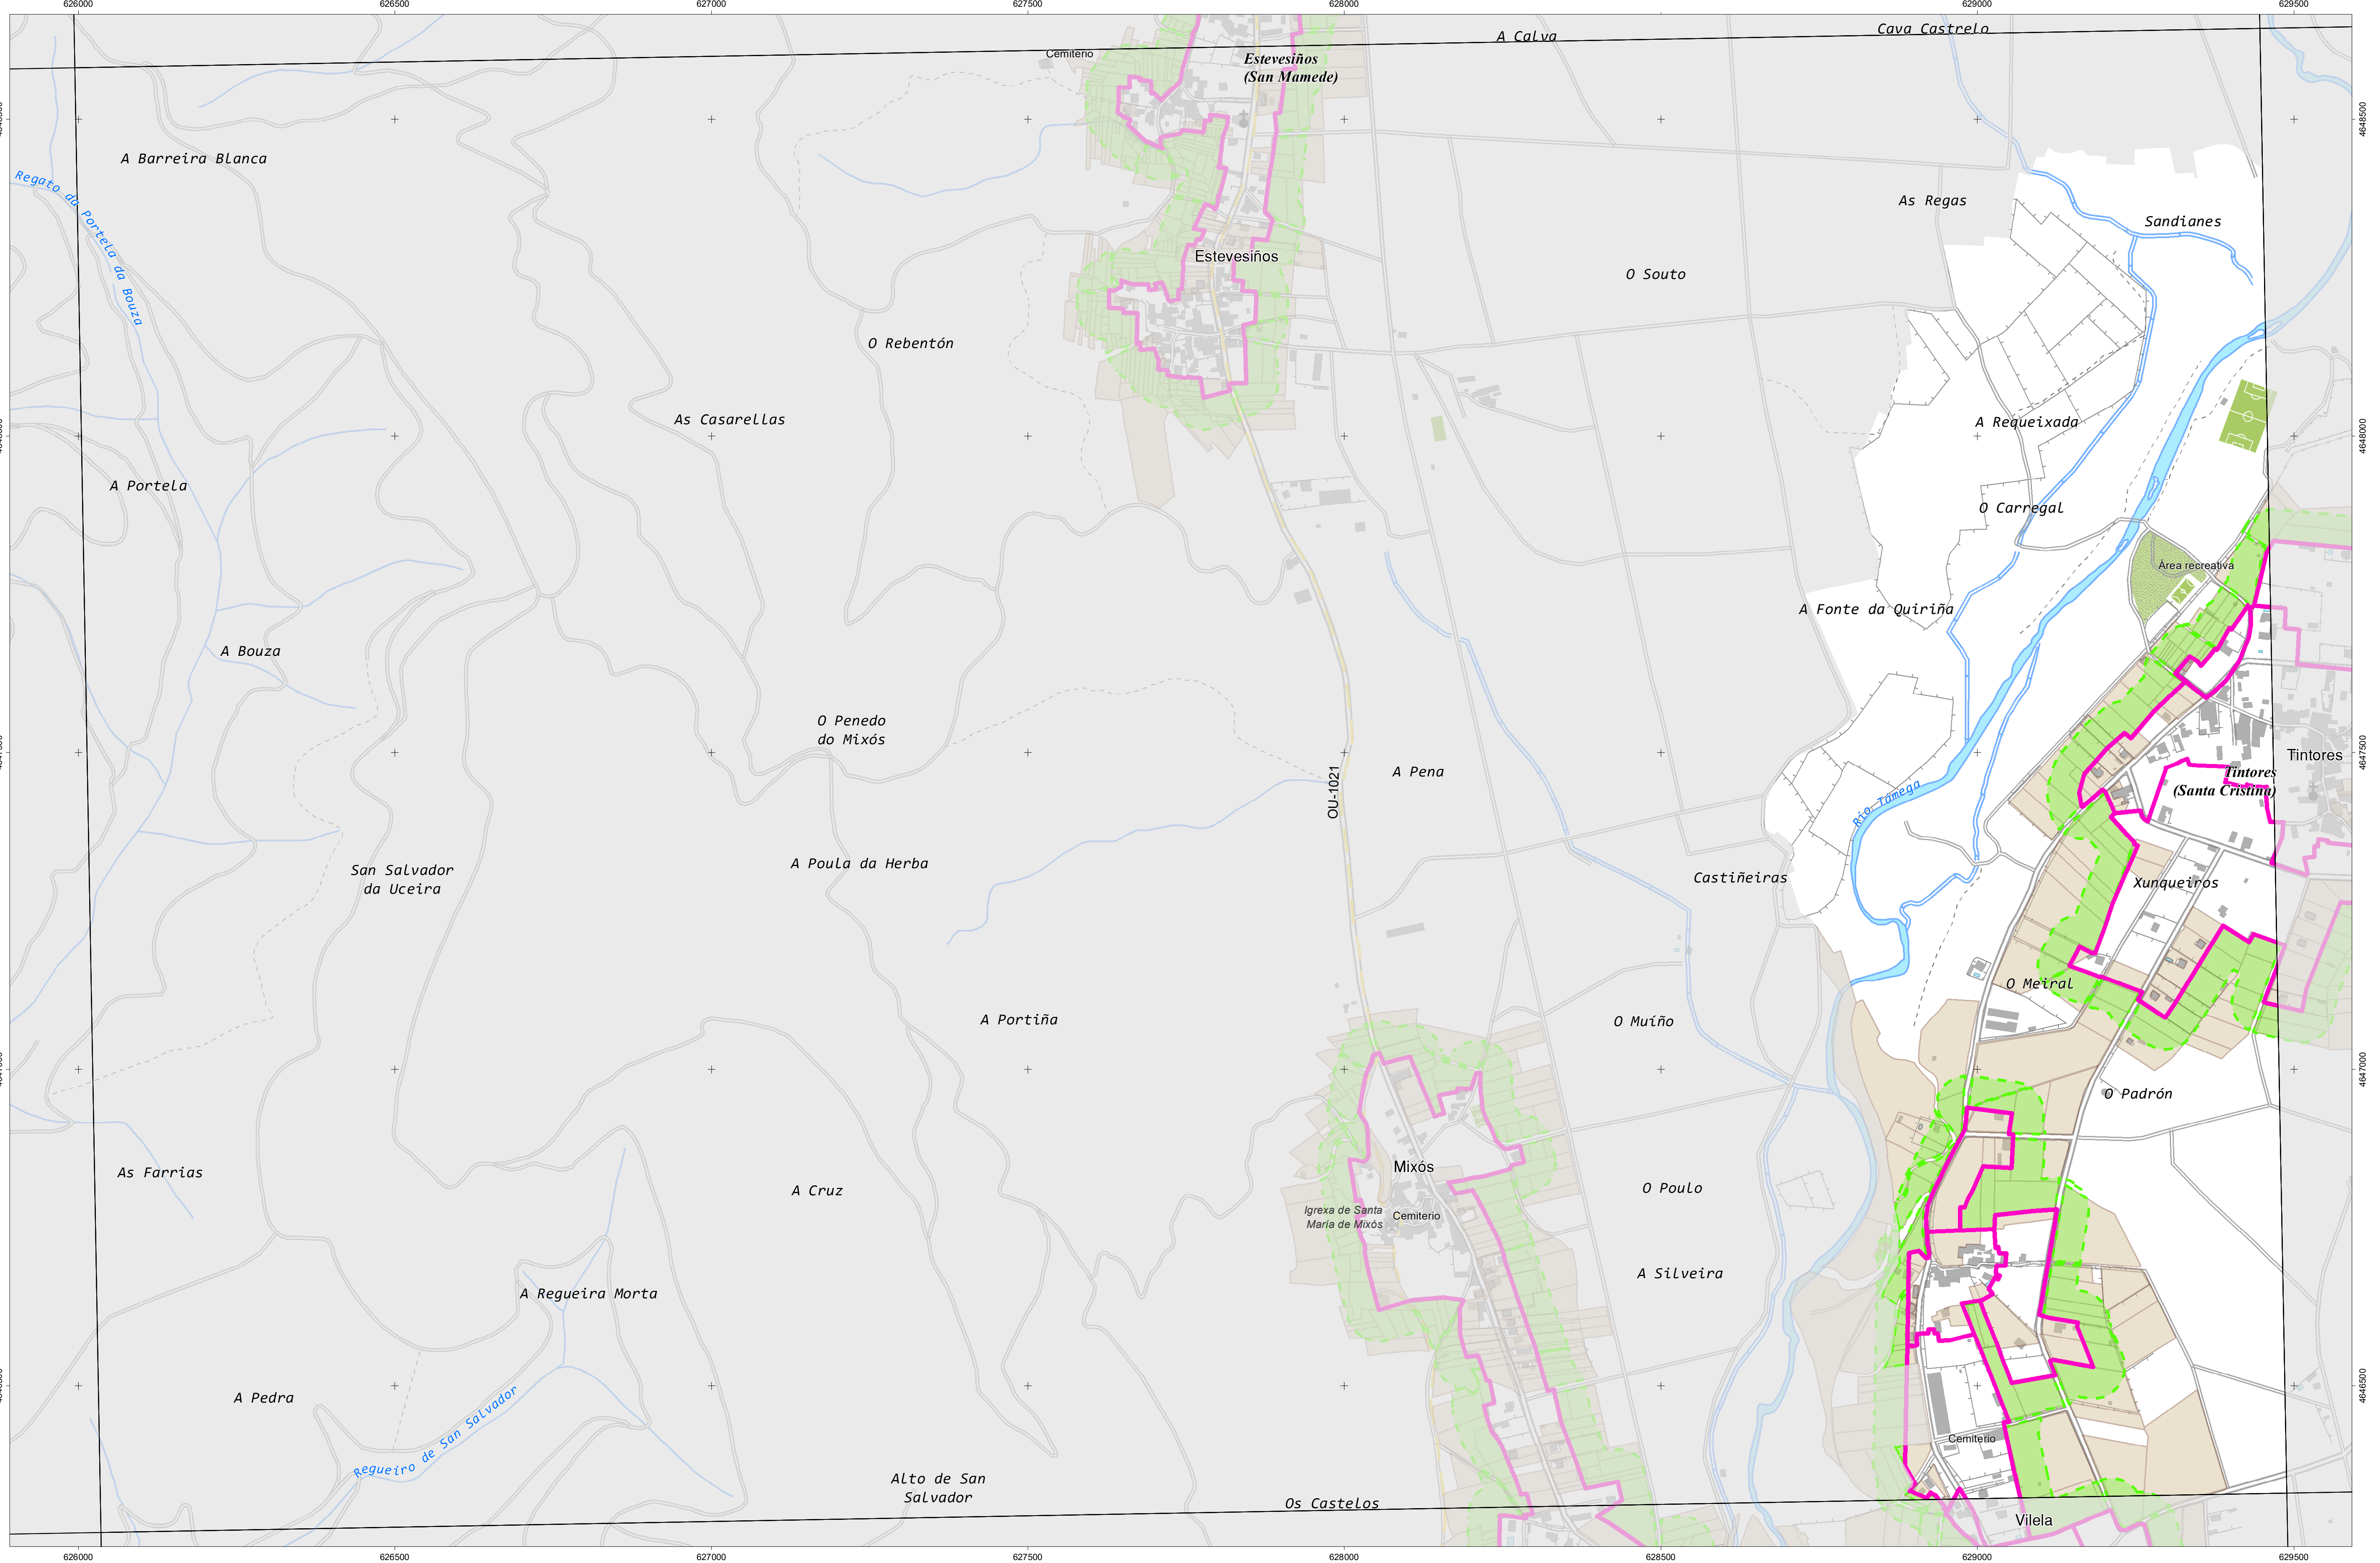 626000 626500 627000 627500 628000 629000 629500
A Calva
Cava Castrelo
Cemiterio
Estevesiños
(San Mamede)
4648500
A Barreira Blanca
Regato da Portela da Bouza
As Regas
Sandianes
Estevesiños
O Souto
O Rebentón
As Casarellas
A Requeixada
4648000
A Portela
O Carregal
Área recreativa
A Fonte da Quiriña
A Bouza
O Penedo
do Mixós
Tintores
4647500
A Pena
Tintores
(Santa Cristina)
OU-1021
Río Támega
A Poula da Herba
San Salvador
da Uceira
Castiñeiras
Xunqueiros
O Meiral
A Portiña
O Muíño
4647000
O Padrón
Mixós
As Farrias
A Cruz
O Poulo
Igrexa de Santa
María de Mixós
Cemiterio
A Silveira
A Regueira Morta
4646500
A Pedra
Regueiro de San Salvador
Cemiterio
Alto de San
Salvador
Os Castelos
Vilela
626000 626500 627000 627500 628000 628500 629000 629500